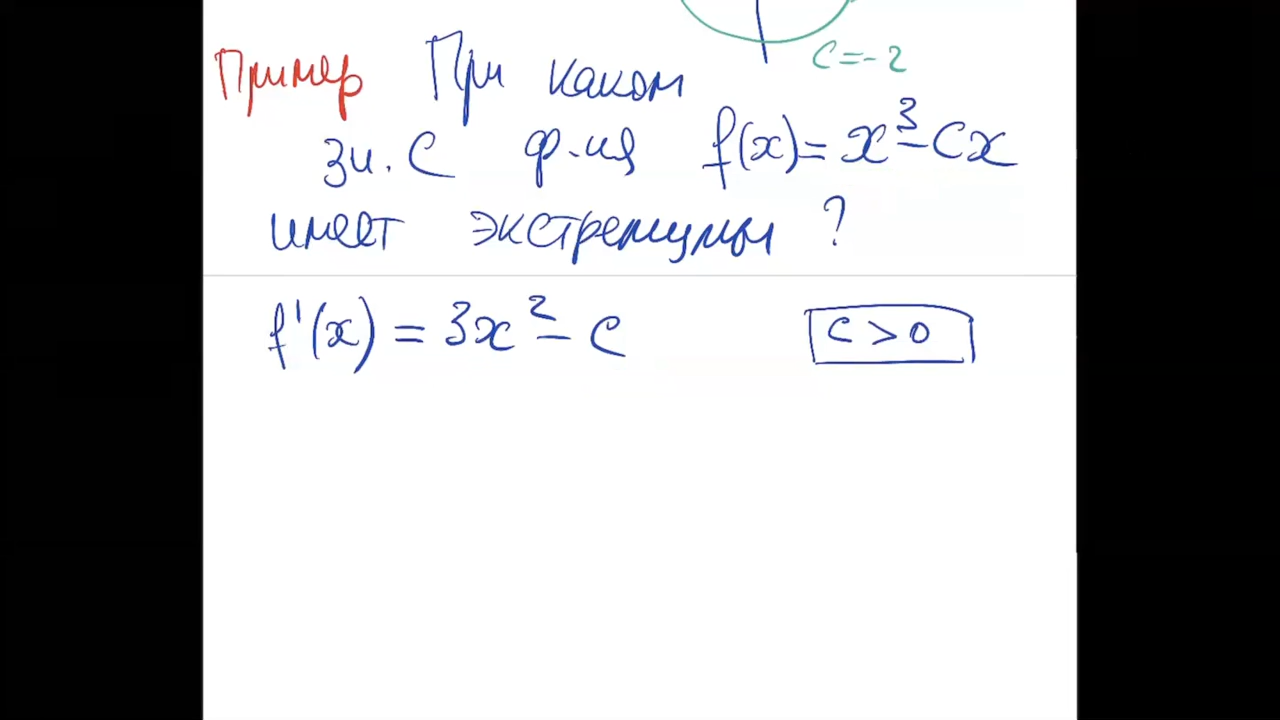 C=-2
Пример При каком
зн. C ф-ия f(x)= x³-Cx
имеет экстремумы ?
f'(x) = 3x²- C C > 0